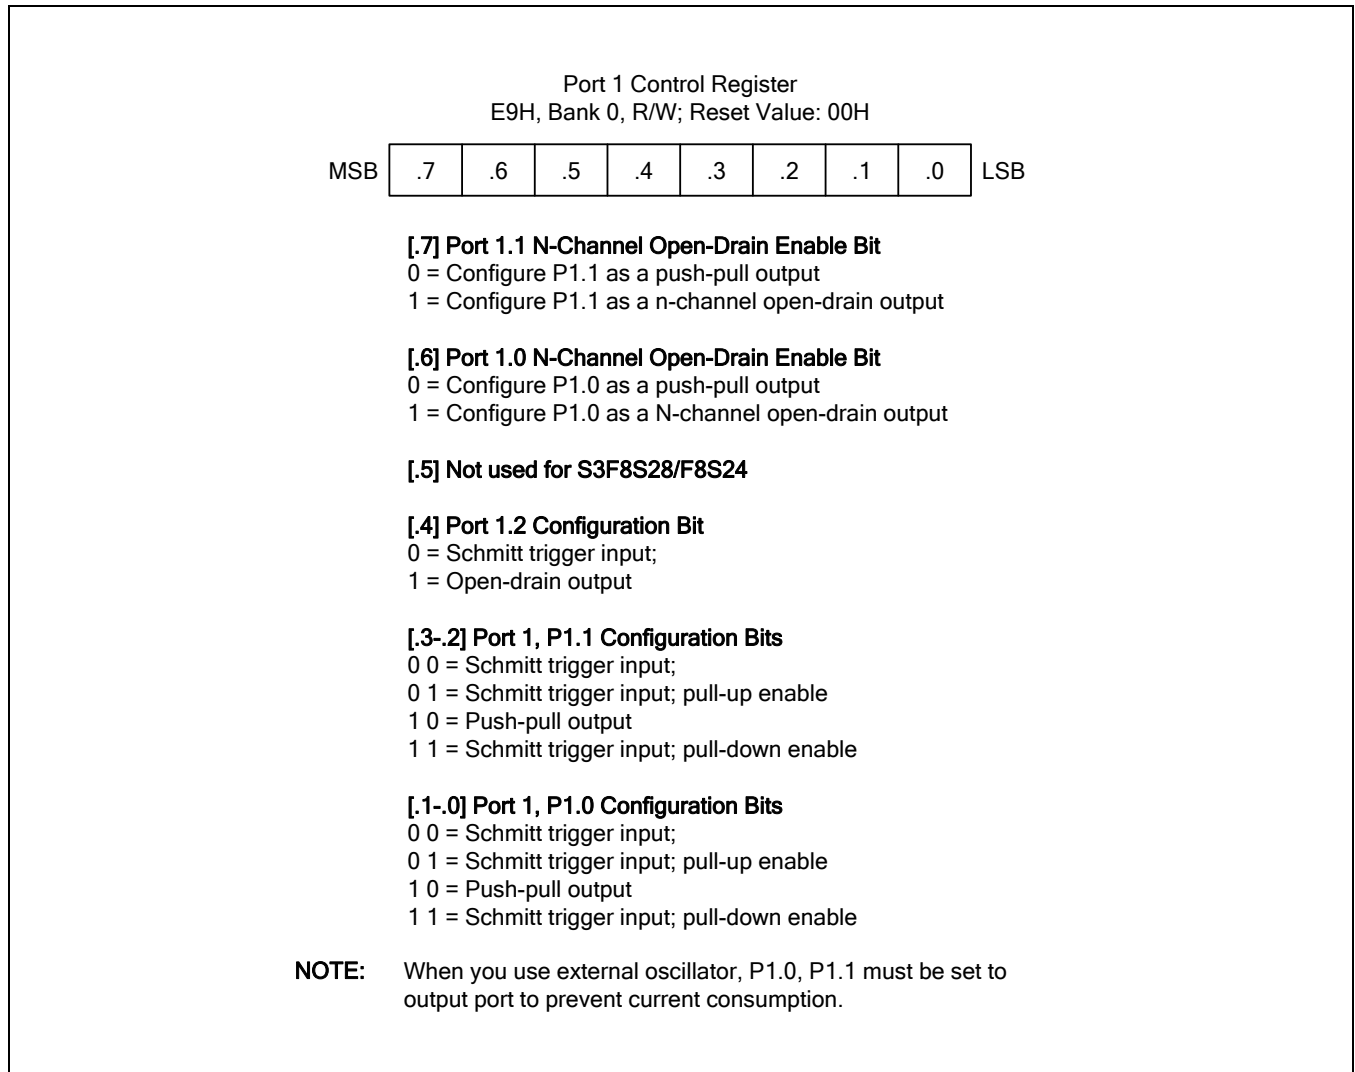 Port 1 Control Register
E9H, Bank 0, R/W; Reset Value: 00H
MSB .7 .6 .5 .4 .3 .2 .1 .0 LSB
[.7] Port 1.1 N-Channel Open-Drain Enable Bit
0 = Configure P1.1 as a push-pull output
1 = Configure P1.1 as a n-channel open-drain output
[.6] Port 1.0 N-Channel Open-Drain Enable Bit
0 = Configure P1.0 as a push-pull output
1 = Configure P1.0 as a N-channel open-drain output
[.5] Not used for S3F8S28/F8S24
[.4] Port 1.2 Configuration Bit
0 = Schmitt trigger input;
1 = Open-drain output
[.3-.2] Port 1, P1.1 Configuration Bits
0 0 = Schmitt trigger input;
0 1 = Schmitt trigger input; pull-up enable
1 0 = Push-pull output
1 1 = Schmitt trigger input; pull-down enable
[.1-.0] Port 1, P1.0 Configuration Bits
0 0 = Schmitt trigger input;
0 1 = Schmitt trigger input; pull-up enable
1 0 = Push-pull output
1 1 = Schmitt trigger input; pull-down enable
NOTE: When you use external oscillator, P1.0, P1.1 must be set to
output port to prevent current consumption.